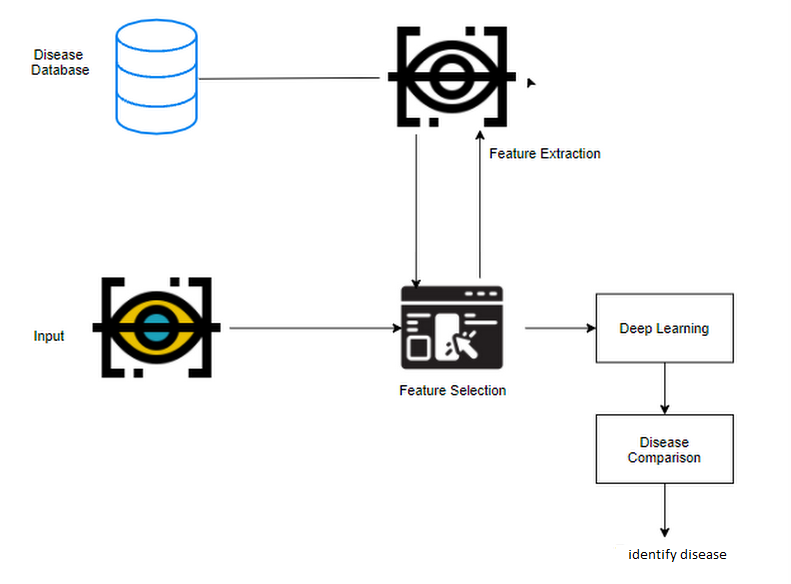 Disease
Database
Feature Extraction
Input
Feature Selection
Deep Learning
Disease
Comparison
identify disease